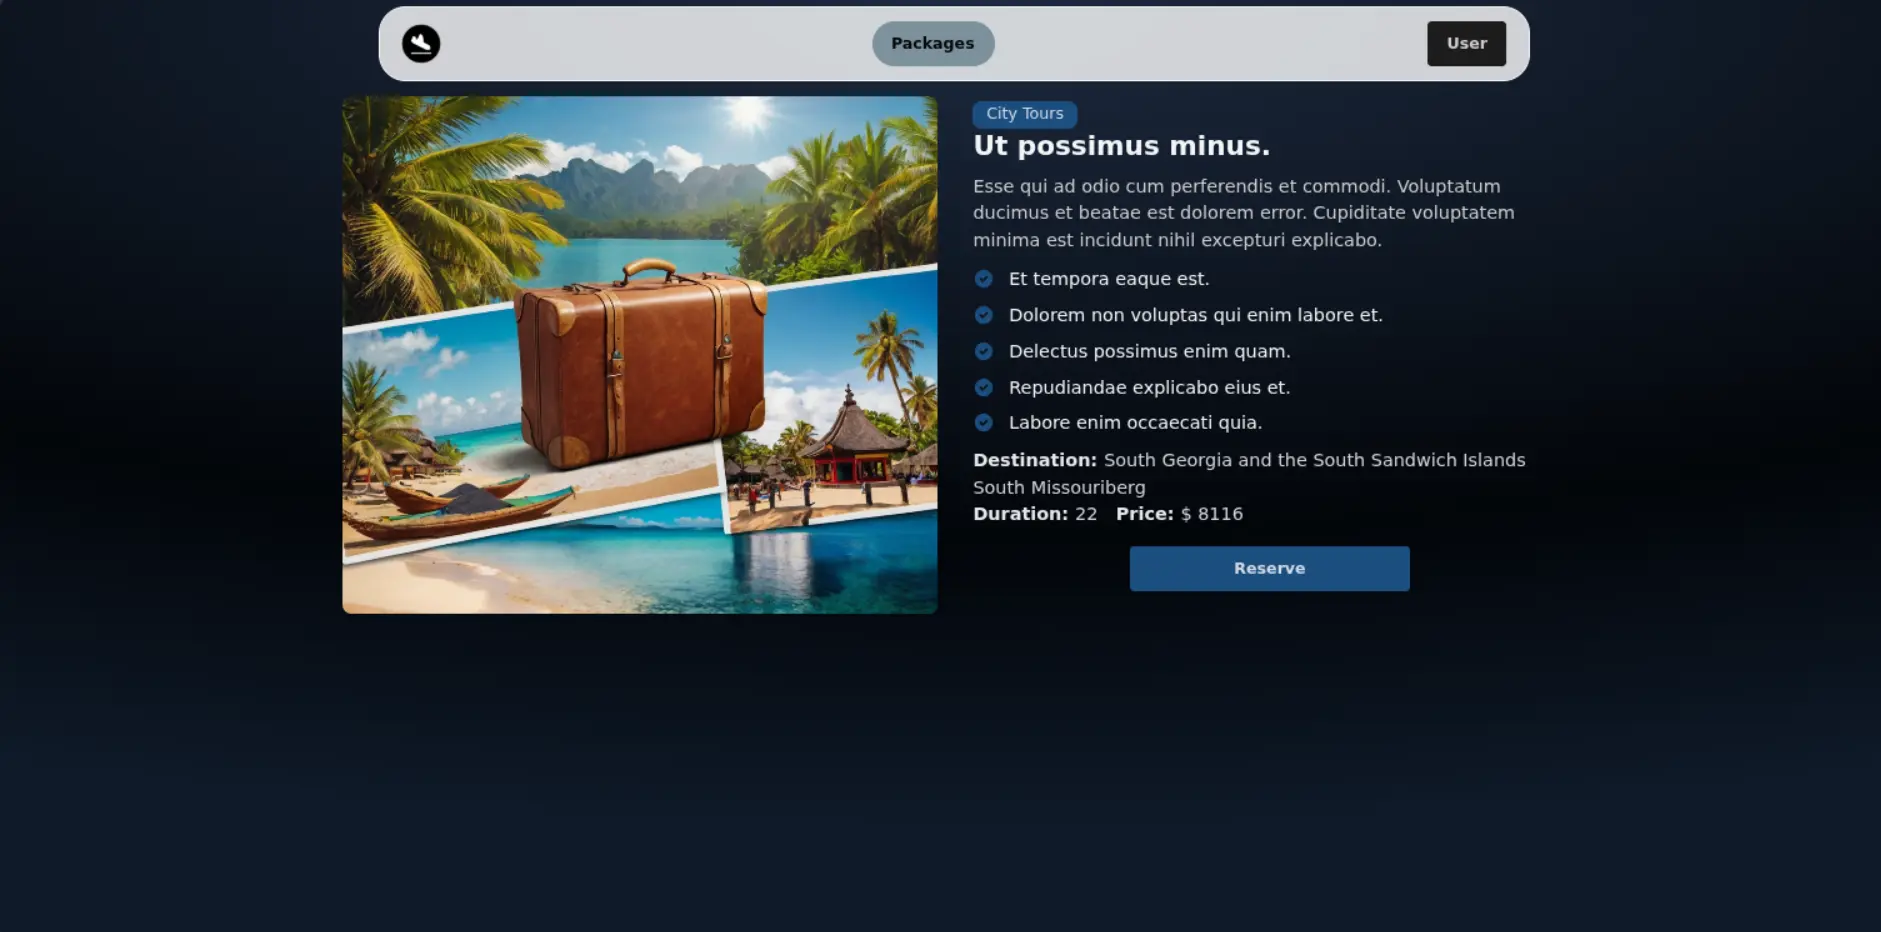 Packages
User
City Tours
Ut possimus minus.
Esse qui ad odio cum perferendis et commodi. Voluptatum
ducimus et beatae est dolorem error. Cupiditate voluptatem
minima est incidunt nihil excepturi explicabo.
Et tempora eaque est.
Dolorem non voluptas qui enim labore et.
Delectus possimus enim quam.
Repudiandae explicabo eius et.
Labore enim occaecati quia.
Destination: South Georgia and the South Sandwich Islands
South Missouriberg
Duration: 22 Price: $ 8116
Reserve